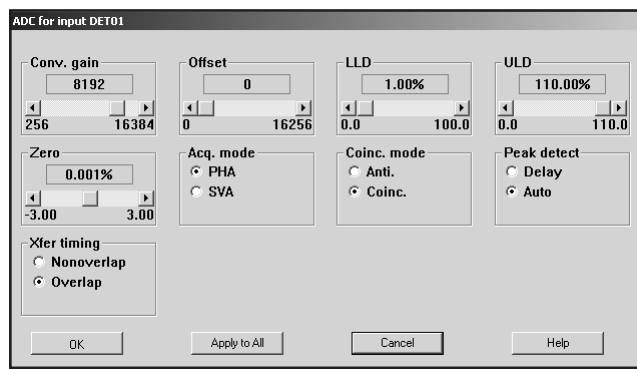 ADC for input DET01
Conv. gain
8192
256 16384
Offset
0
0 16256
LLD
1.00%
0.0 100.0
ULD
110.00%
0.0 110.0
Zero
0.001%
-3.00 3.00
Acq. mode
PHA
SVA
Coinc. mode
Anti.
Coinc.
Peak detect
Delay
Auto
Xfer timing
Nonoverlap
Overlap
OK
Apply to All
Cancel
Help